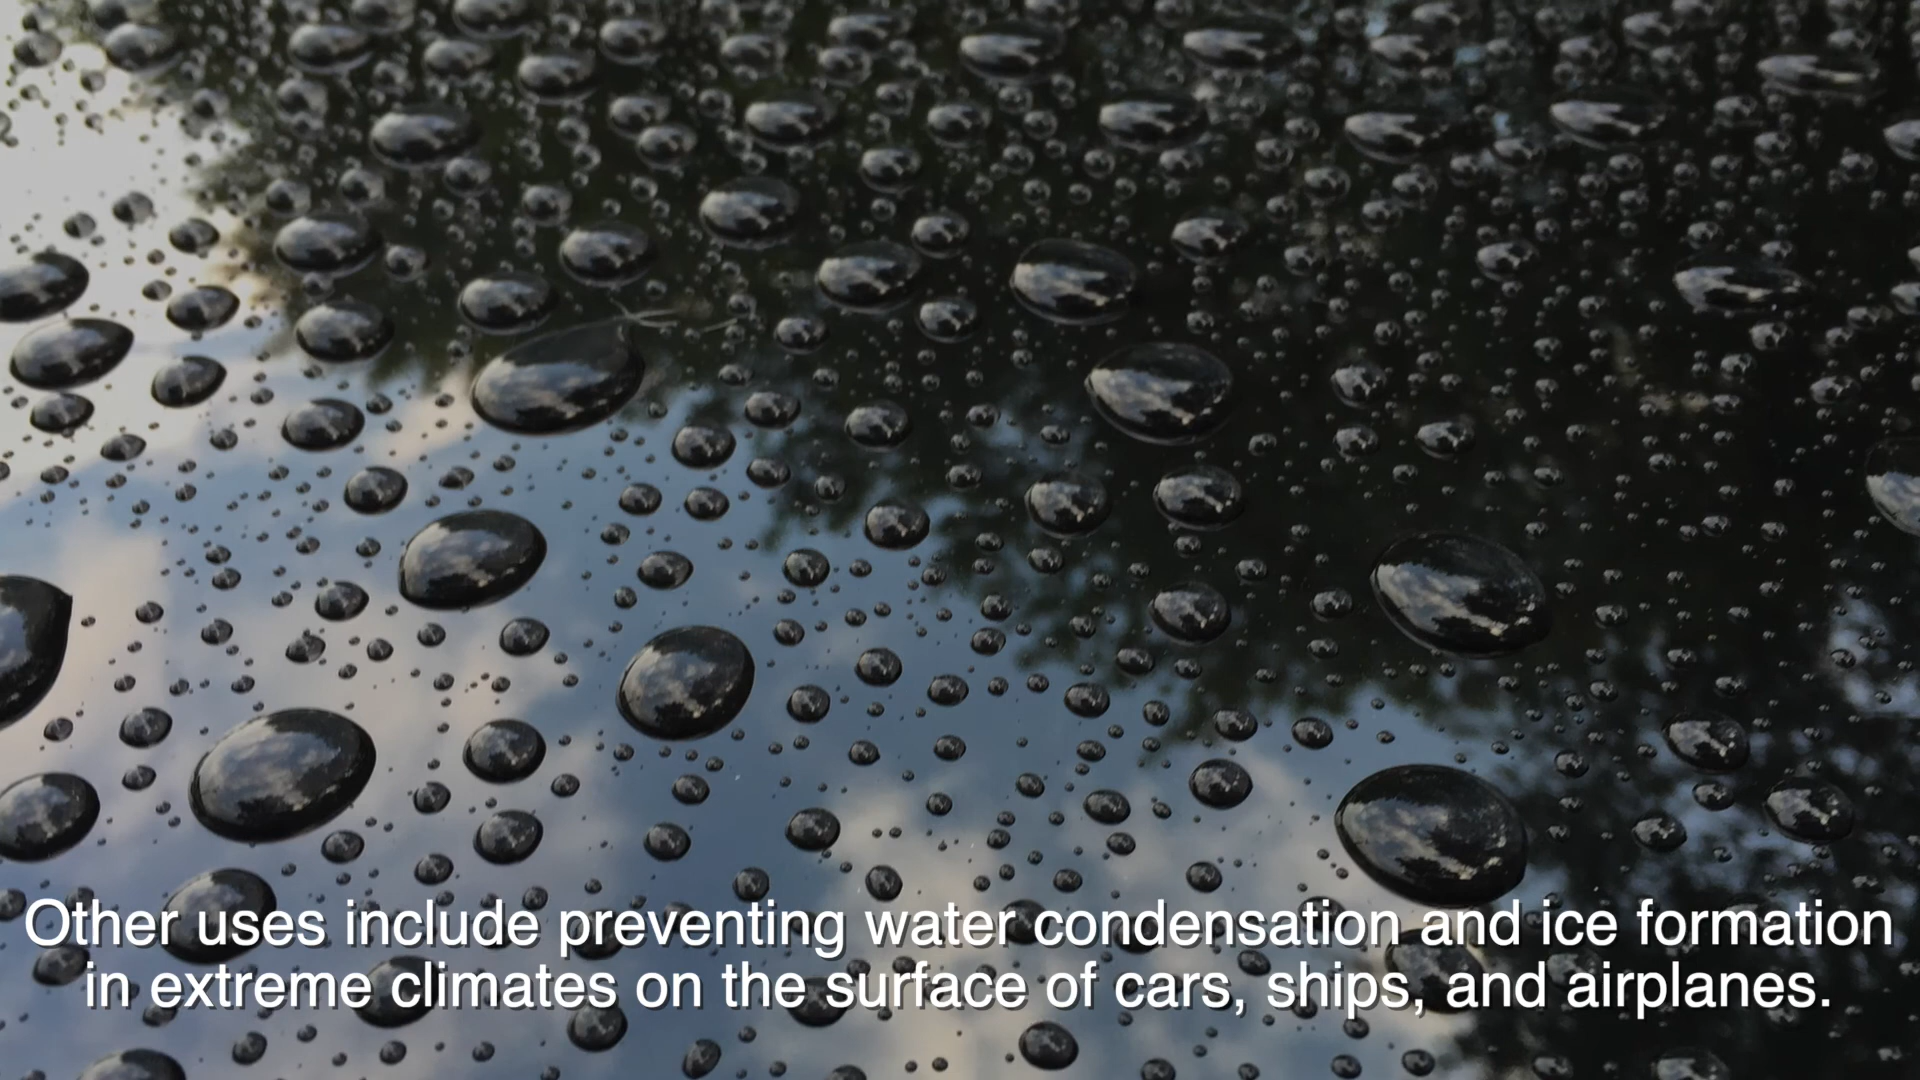 Other uses include preventing water condensation and ice formation
in extreme climates on the surface of cars, ships, and airplanes.